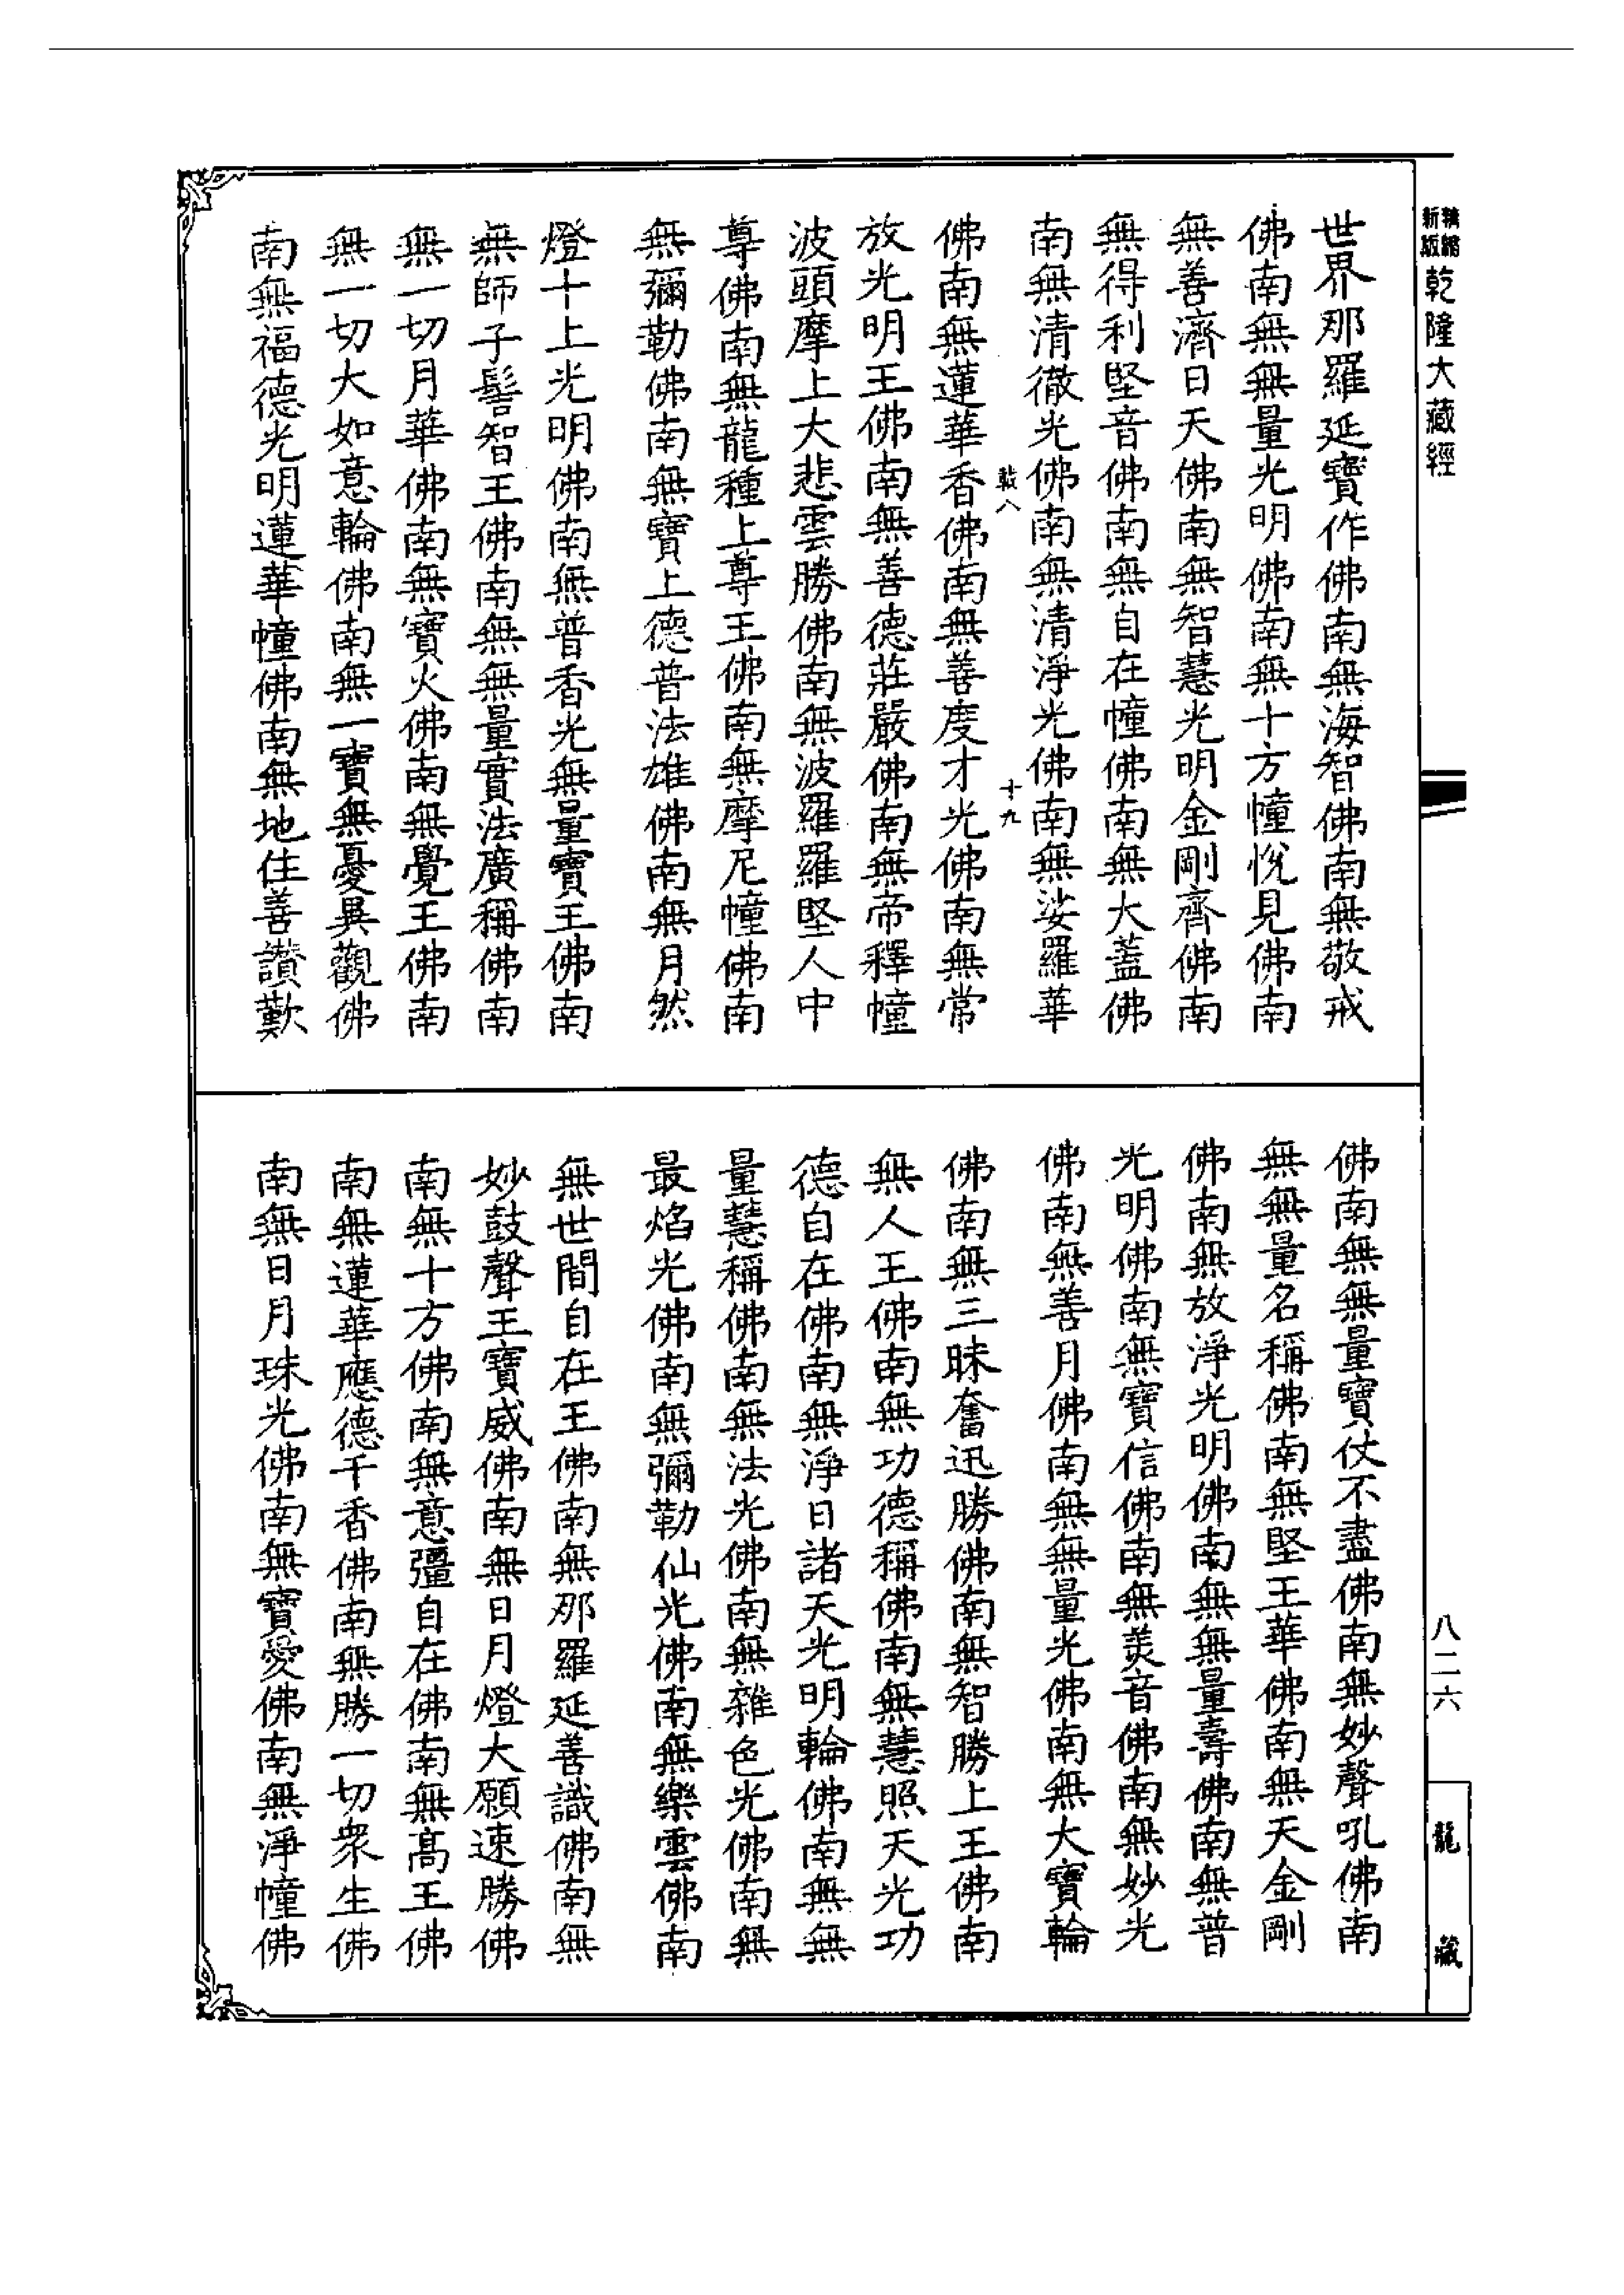 新版精縮
乾隆大藏經
世界那羅延寶作佛南無海智佛南無敬戒
佛南無無量光明佛南無十方幢悅見佛南
無善濟日天佛南無智慧光明金剛齊佛南
無得利堅音佛南無自在幢佛南無大蓋佛
南無清徹光佛南無清淨光佛南無娑羅華
十九
佛南無蓮華香佛南無善度才光佛南無常
放光明王佛南無善德莊嚴佛南無帝釋幢
波頭摩上大悲雲勝佛南無波羅羅堅人中
尊佛南無龍種上尊王佛南無摩尼幢佛南
無彌勒佛南無寶上德普法雄佛南無月然
燈十上光明佛南無普香光無量寶王佛南
無師子髻智王佛南無無量實法廣稱佛南
無一切月華佛南無寶火佛南無覺王佛南
無一切大如意輪佛南無一寶無憂異觀佛
南無福德光明蓮華幢佛南無地住善讚歎
佛南無無量寶仗不盡佛南無妙聲吼佛南
無無量名稱佛南無堅王華佛南無天金剛
佛南無放淨光明佛南無無量壽佛南無普
光明佛南無寶信佛南無美音佛南無妙光
佛南無善月佛南無無量光佛南無大寶輪
佛南無三昧奮迅勝佛南無智勝上王佛南
無人王佛南無功德稱佛南無慧照天光功
德自在佛南無淨日諸天光明輪佛南無無
量慧稱佛南無法光佛南無雜色光佛南無
最焰光佛南無彌勒仙光佛南無樂雲佛南
無世間自在王佛南無那羅延善識佛南無
妙鼓聲王寶威佛南無日月燈大願速勝佛
南無十方佛南無意彊自在佛南無高王佛
南無蓮華應德千香佛南無勝一切衆生佛
南無日月珠光佛南無寶愛佛南無淨幢佛
八二六
龍藏